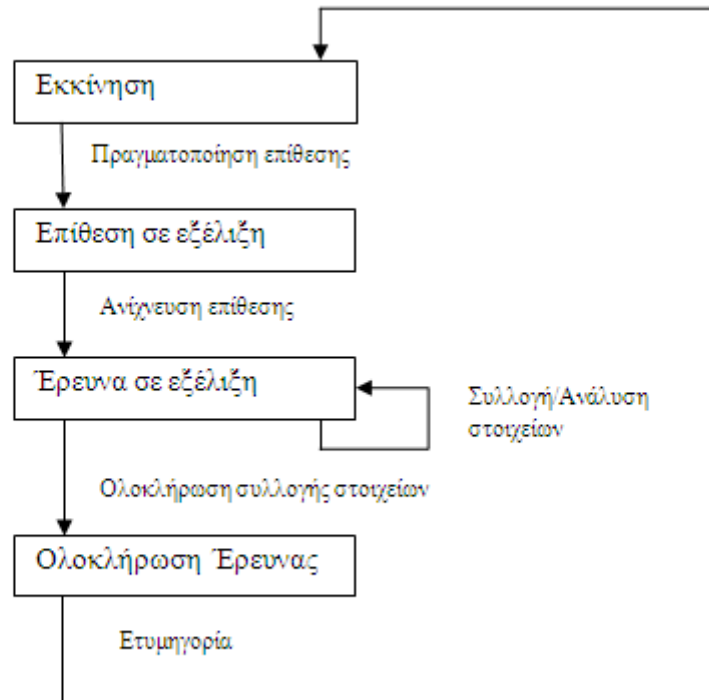 Εκκίνηση
Πραγματοποίηση επίθεσης
Επίθεση σε εξέλιξη
Ανίχνευση επίθεσης
Έρευνα σε εξέλιξη
Συλλογή/Ανάλυση
στοιχείων
Ολοκλήρωση συλλογής στοιχείων
Ολοκλήρωση Έρευνας
Ετυμηγορία